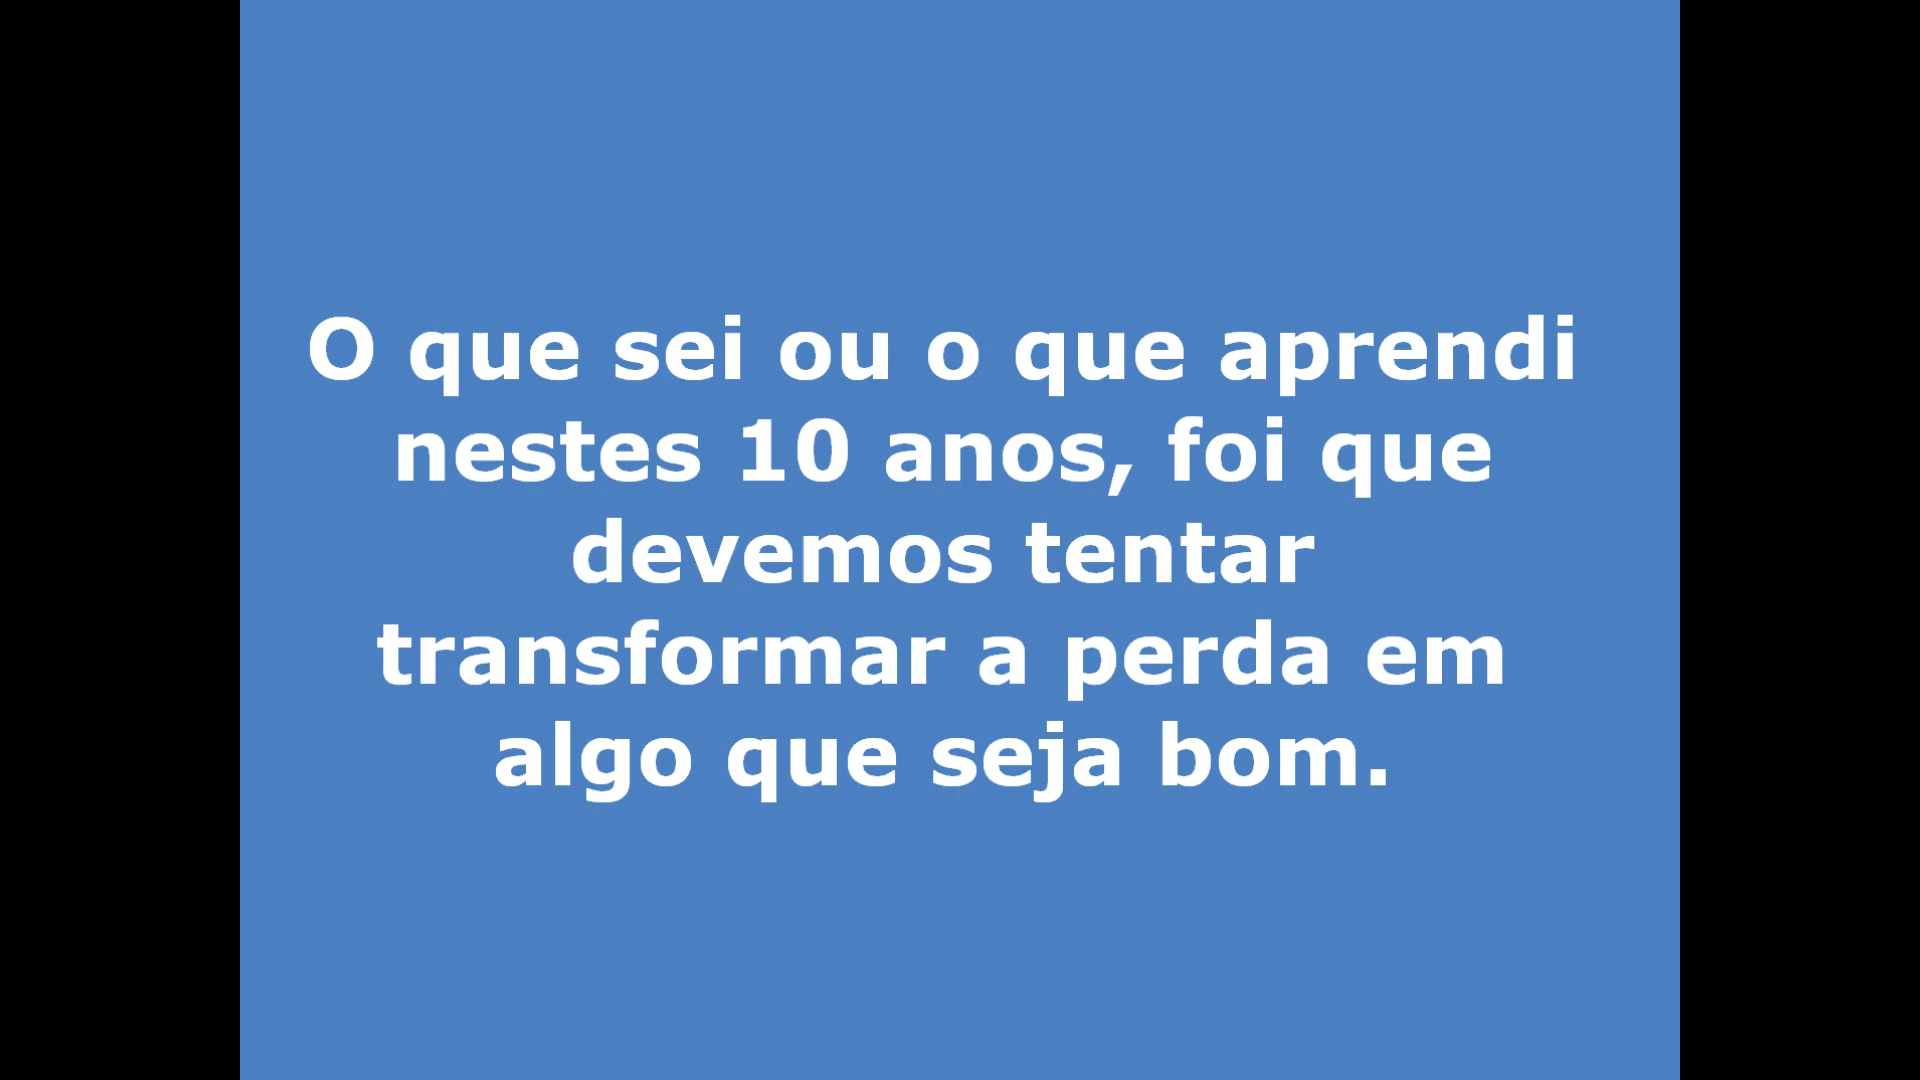 O que sei ou o que aprendi
nestes 10 anos, foi que
devemos tentar
transformar a perda em
algo que seja bom.